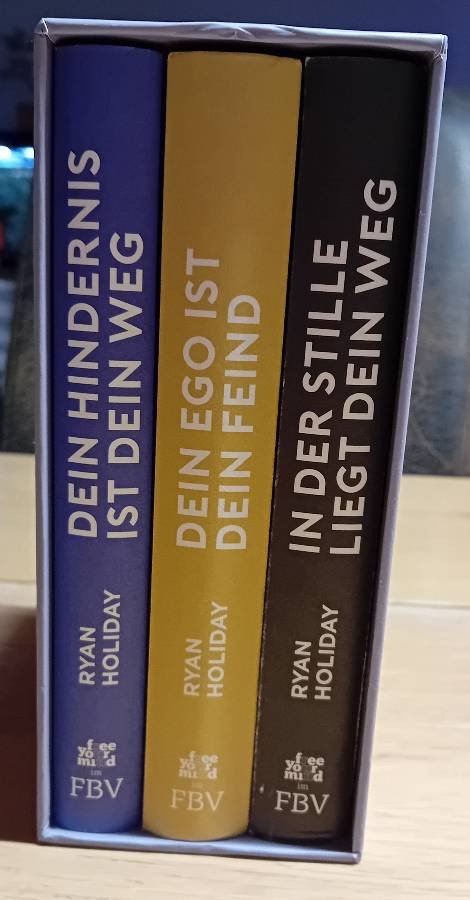 DEIN HINDERNIS
IST DEIN WEG
RYAN
HOLIDAY
free
your
mind
im
FBV
DEIN EGO IST
DEIN FEIND
RYAN
HOLIDAY
free
your
mind
im
FBV
IN DER STILLE
LIEGT DEIN WEG
RYAN
HOLIDAY
free
your
mind
im
FBV